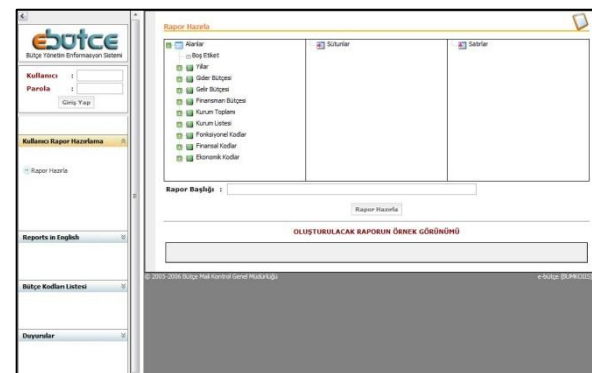 ebütçe
Bütçe Yönetim Enformasyon Sistemi
Kullanıcı :
Parola :
Giriş Yap
Kullanıcı Rapor Hazırlama
Rapor Hazırla
Reports in English
Bütçe Kodları Listesi
Duyurular
Rapor Hazırla
Alanlar
Boş Etiket
Yıllar
Gider Bütçesi
Gelir Bütçesi
Finansman Bütçesi
Kurum Toplamı
Kurum Listesi
Fonksiyonel Kodlar
Finansal Kodlar
Ekonomik Kodlar
Sütunlar
Satırlar
Rapor Başlığı :
Rapor Hazırla
OLUŞTURULACAK RAPORUN ÖRNEK GÖRÜNÜMÜ
© 2005-2006 Bütçe Mali Kontrol Genel Müdürlüğü
e-bütçe (BUMKO05)